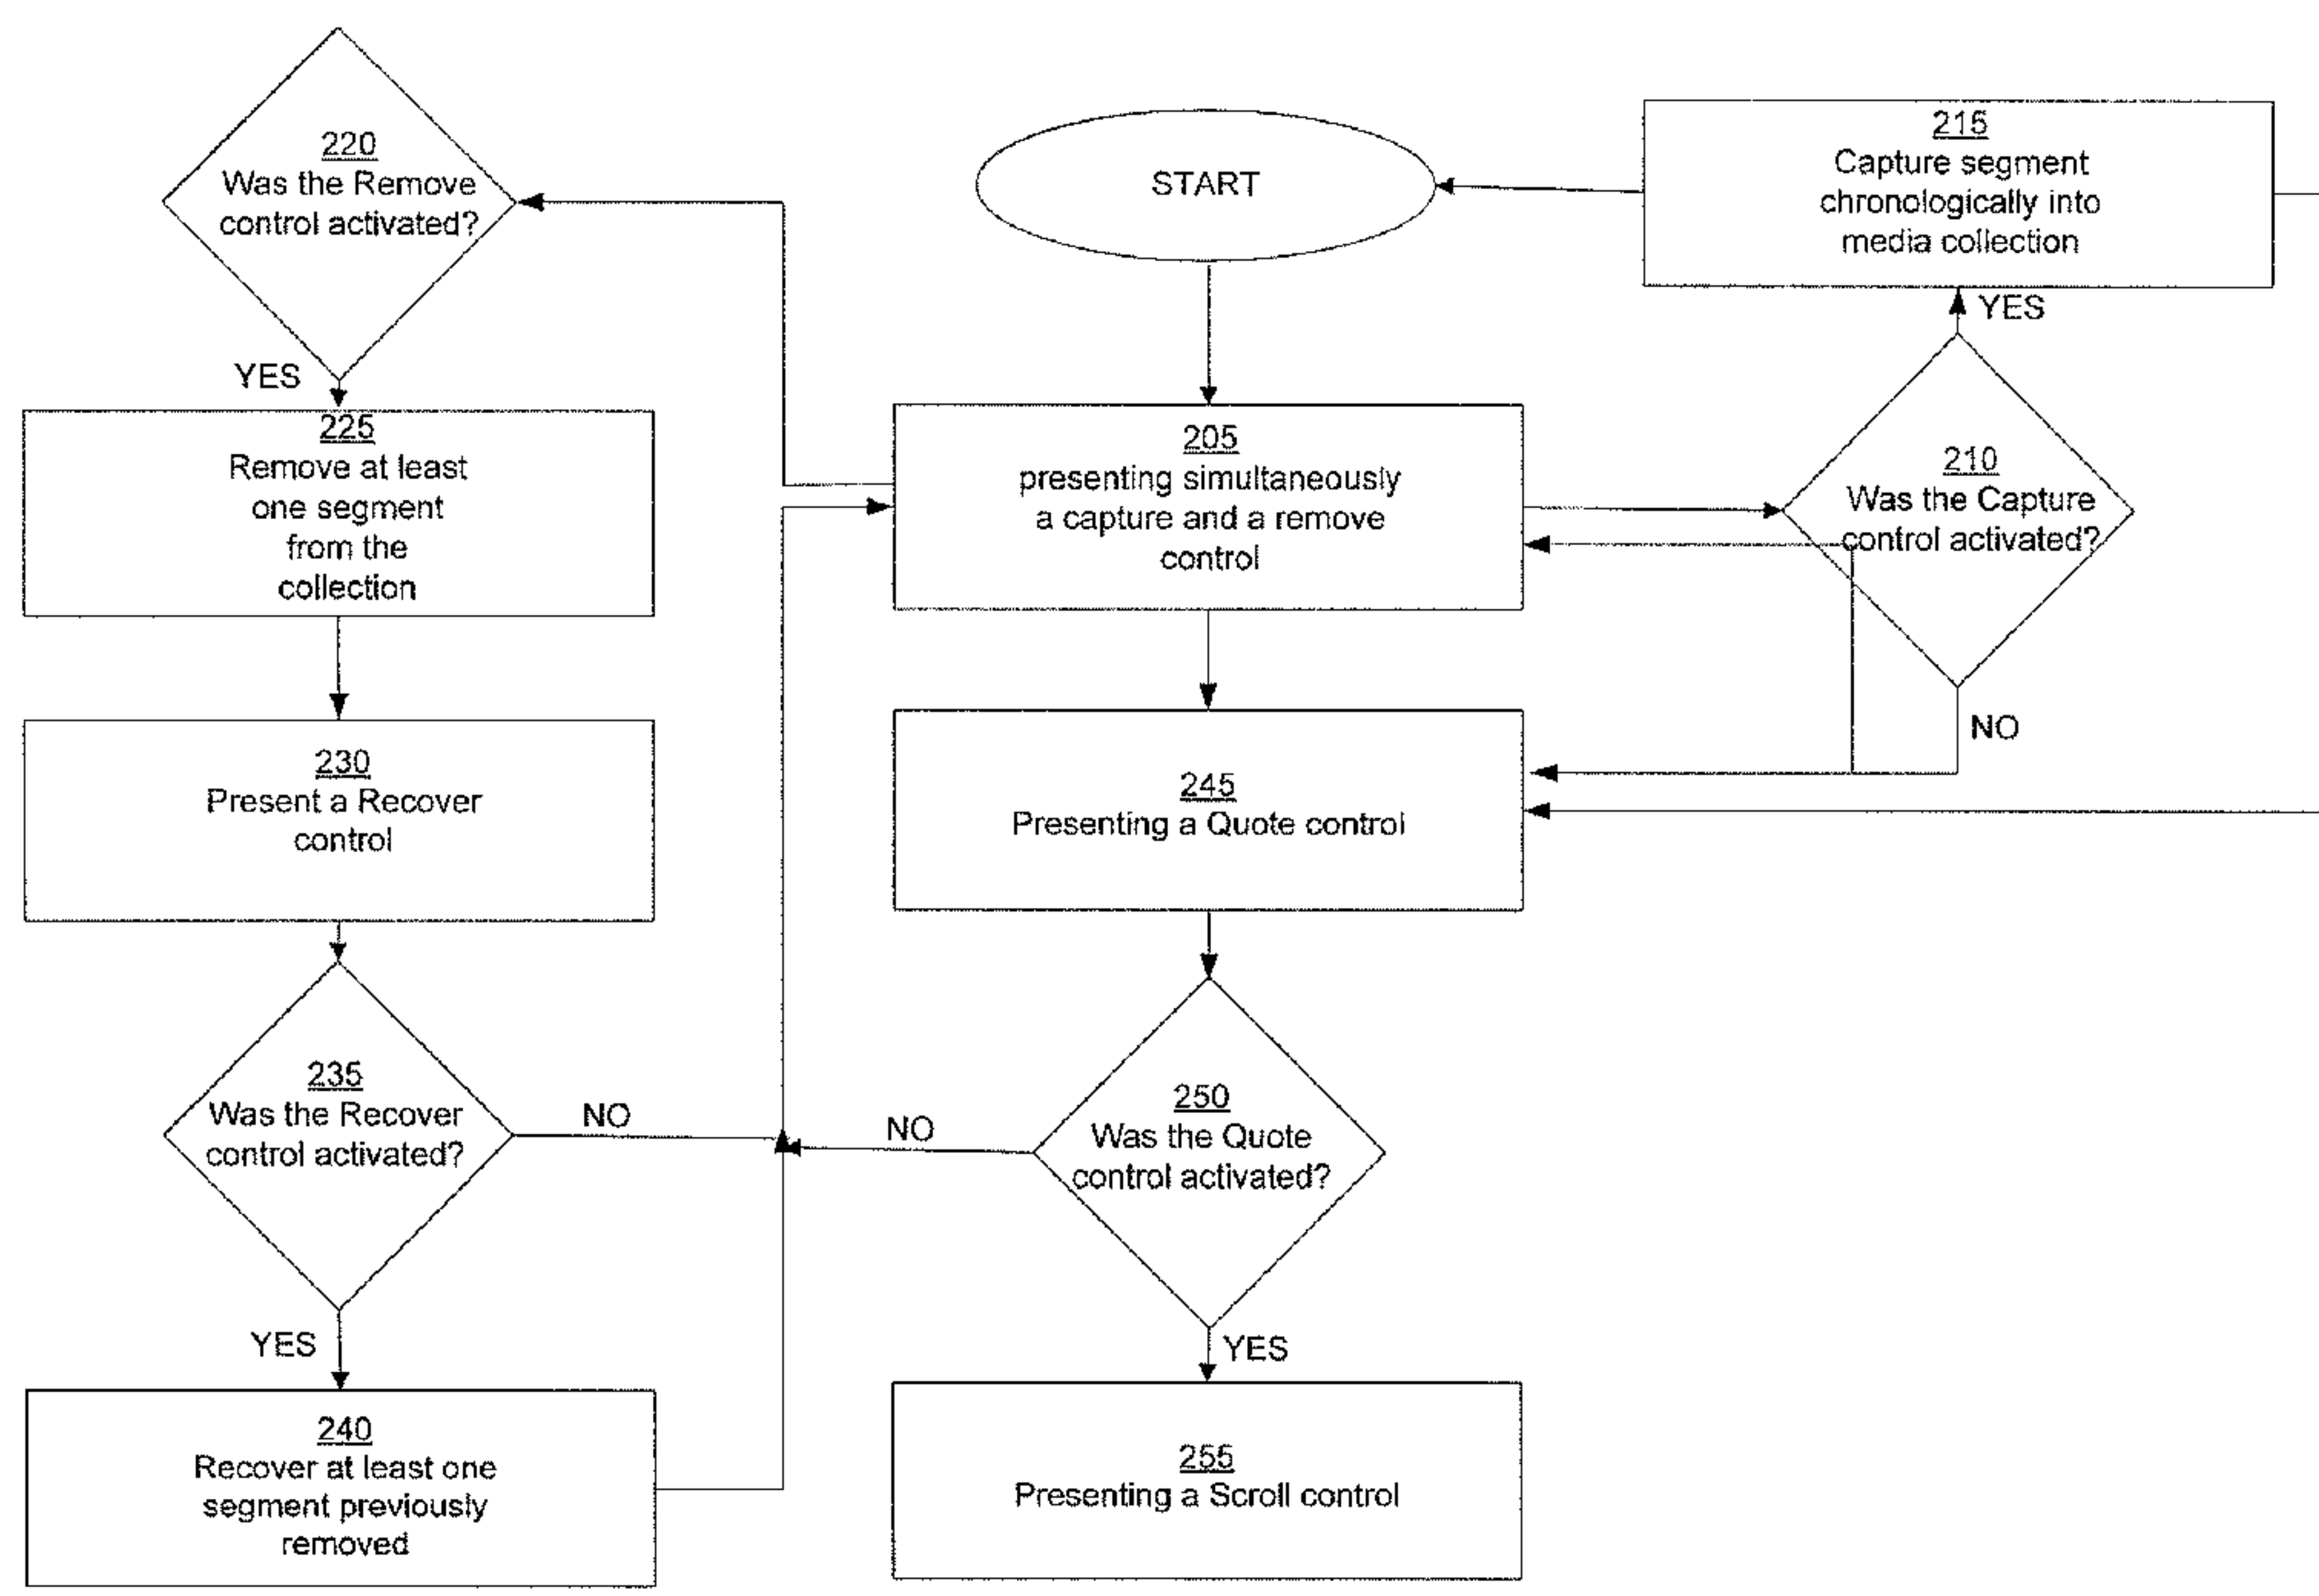 220
Was the Remove
control activated?
YES
225
Remove at least
one segment
from the
collection
230
Present a Recover
control
235
Was the Recover
control activated?
NO
YES
240
Recover at least one
segment previously
removed
START
205
presenting simultaneously
a capture and a remove
control
245
Presenting a Quote control
250
Was the Quote
control activated?
NO
YES
255
Presenting a Scroll control
215
Capture segment
chronologically into
media collection
YES
210
Was the Capture
control activated?
NO